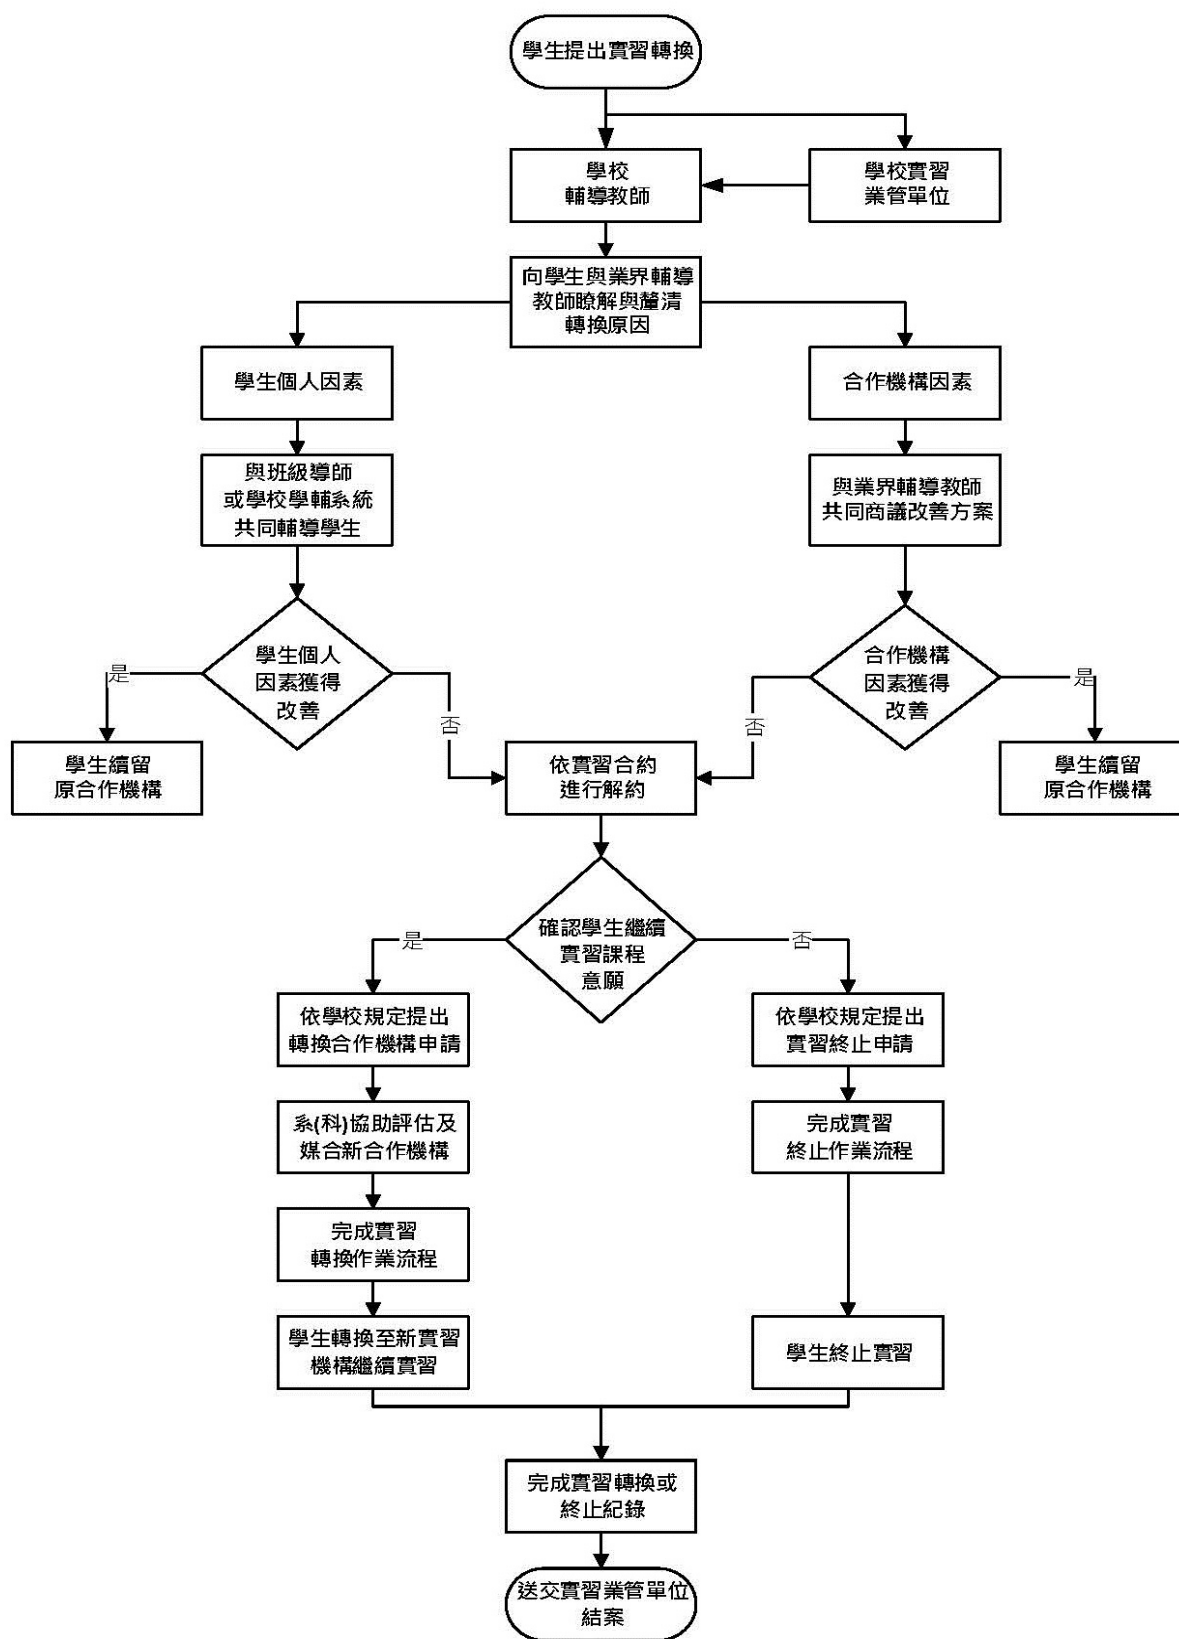 學生提出實習轉換
學校
輔導教師
學校實習
業管單位
向學生與業界輔導
教師瞭解與釐清
轉換原因
學生個人因素
合作機構因素
與班級導師
或學校學輔系統
共同輔導學生
與業界輔導教師
共同商議改善方案
學生個人
因素獲得
改善
合作機構
因素獲得
改善
是
否
否
是
學生續留
原合作機構
依實習合約
進行解約
學生續留
原合作機構
確認學生繼續
實習課程
意願
是
否
依學校規定提出
轉換合作機構申請
依學校規定提出
實習終止申請
系(科)協助評估及
媒合新合作機構
完成實習
終止作業流程
完成實習
轉換作業流程
學生轉換至新實習
機構繼續實習
學生終止實習
完成實習轉換或
終止紀錄
送交實習業管單位
結案